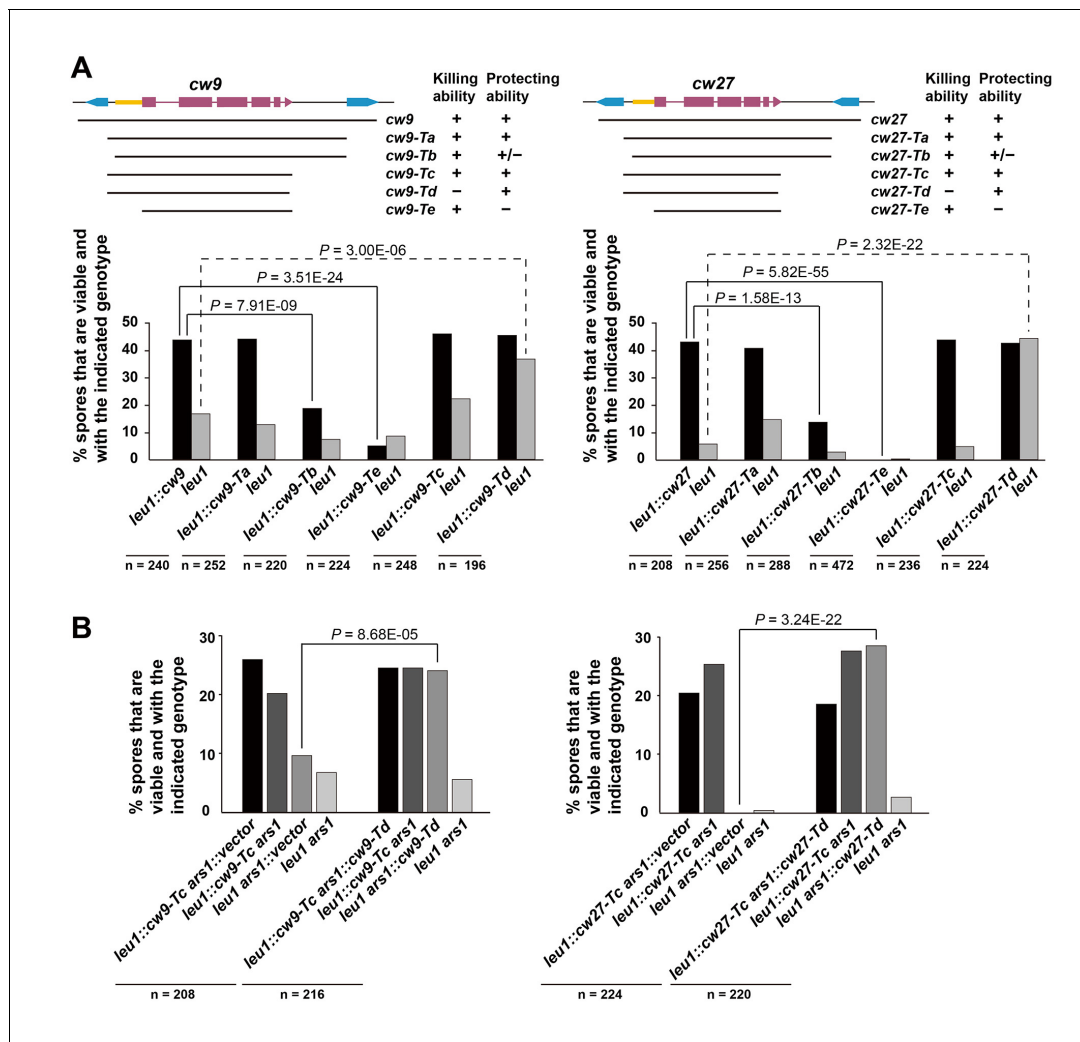 A
cw9
Killing ability
Protecting ability
cw9 + +
cw9-Ta + +
cw9-Tb + +/−
cw9-Tc + +
cw9-Td − +
cw9-Te + −
cw27
Killing ability
Protecting ability
cw27 + +
cw27-Ta + +
cw27-Tb + +/−
cw27-Tc + +
cw27-Td − +
cw27-Te + −
% spores that are viable and with the indicated genotype
P = 3.00E-06
P = 3.51E-24
P = 7.91E-09
50
40
30
20
10
0
leu1::cw9
leu1
leu1::cw9-Ta
leu1
leu1::cw9-Tb
leu1
leu1::cw9-Te
leu1
leu1::cw9-Tc
leu1
leu1::cw9-Td
leu1
n = 240
n = 252
n = 220
n = 224
n = 248
n = 196
% spores that are viable and with the indicated genotype
P = 2.32E-22
P = 5.82E-55
P = 1.58E-13
50
40
30
20
10
0
leu1::cw27
leu1
leu1::cw27-Ta
leu1
leu1::cw27-Tb
leu1
leu1::cw27-Te
leu1
leu1::cw27-Tc
leu1
leu1::cw27-Td
leu1
n = 208
n = 256
n = 288
n = 472
n = 236
n = 224
B
% spores that are viable and with the indicated genotype
P = 8.68E-05
30
20
10
0
leu1::cw9-Tc ars1::vector
leu1::cw9-Tc ars1
leu1 ars1::vector
leu1 ars1
leu1::cw9-Tc ars1::cw9-Td
leu1::cw9-Tc ars1
leu1 ars1::cw9-Td
leu1 ars1
n = 208
n = 216
% spores that are viable and with the indicated genotype
P = 3.24E-22
30
20
10
0
leu1::cw27-Tc ars1::vector
leu1::cw27-Tc ars1
leu1 ars1::vector
leu1 ars1
leu1::cw27-Tc ars1::cw27-Td
leu1::cw27-Tc ars1
leu1 ars1::cw27-Td
leu1 ars1
n = 224
n = 220